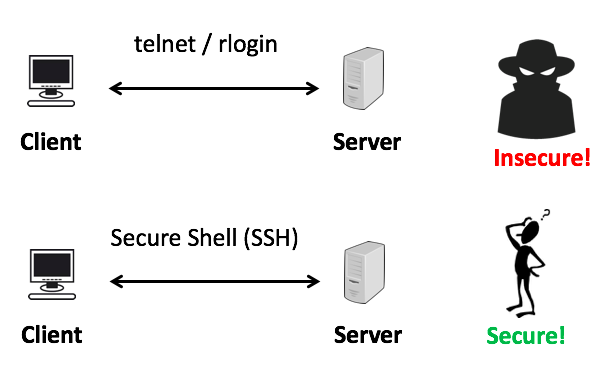 telnet / rlogin
Client
Server
Insecure!
Secure Shell (SSH)
?
Client
Server
Secure!